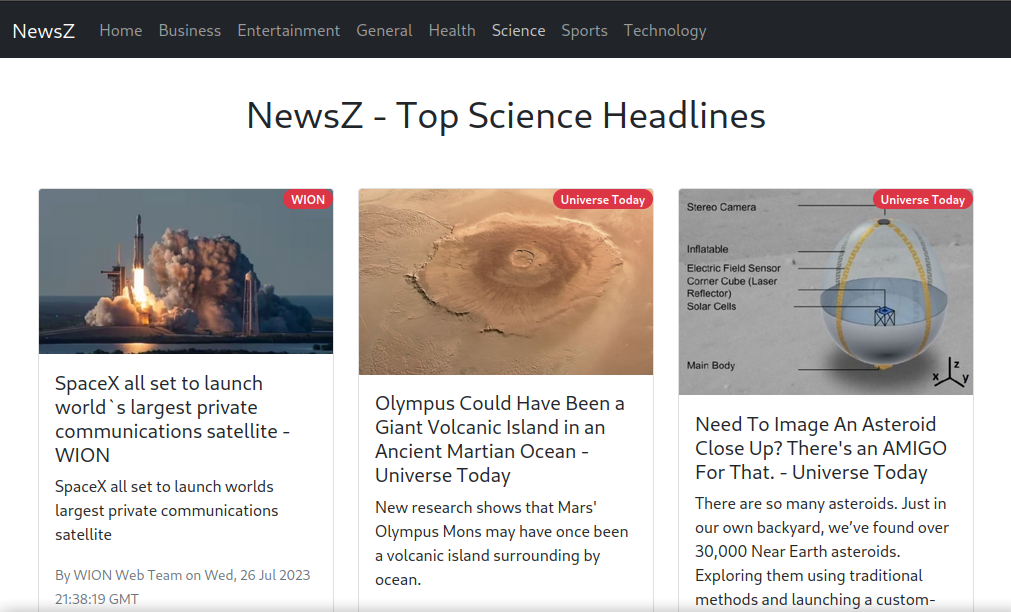 NewsZ Home Business Entertainment General Health Science Sports Technology
NewsZ - Top Science Headlines
WION
SpaceX all set to launch
world`s largest private
communications satellite -
WION
SpaceX all set to launch worlds
largest private communications
satellite
By WION Web Team on Wed, 26 Jul 2023
21:38:19 GMT
Universe Today
Olympus Could Have Been a
Giant Volcanic Island in an
Ancient Martian Ocean -
Universe Today
New research shows that Mars'
Olympus Mons may have once been
a volcanic island surrounding by
ocean.
Universe Today
Stereo Camera
Inflatable
Electric Field Sensor
Corner Cube (Laser
Reflector)
Solar Cells
Main Body
z
x y
Need To Image An Asteroid
Close Up? There's an AMIGO
For That. - Universe Today
There are so many asteroids. Just in
our own backyard, we’ve found over
30,000 Near Earth asteroids.
Exploring them using traditional
methods and launching a custom-